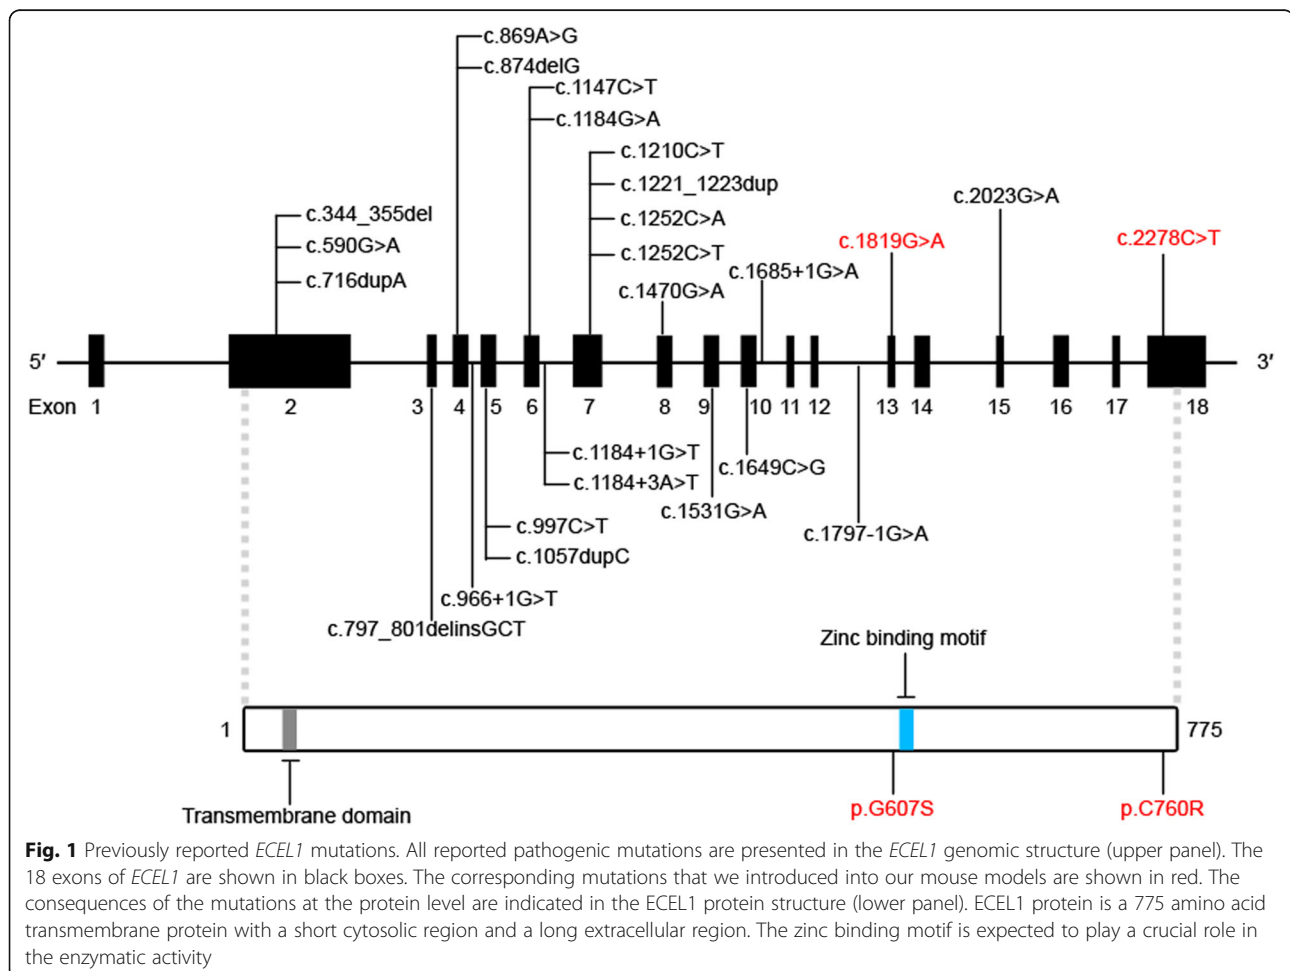 c.869A>G
c.874delG
c.1147C>T
c.1184G>A
c.1210C>T
c.1221_1223dup
c.1252C>A
c.1252C>T
c.344_355del
c.590G>A
c.716dupA
c.1470G>A
c.1685+1G>A
c.1819G>A
c.2023G>A
c.2278C>T
5′
3′
Exon 1 2 3 4 5 6 7 8 9 10 11 12 13 14 15 16 17 18
c.1184+1G>T
c.1184+3A>T
c.997C>T
c.1057dupC
c.966+1G>T
c.797_801delinsGCT
c.1649C>G
c.1531G>A
c.1797-1G>A
Zinc binding motif
1
775
Transmembrane domain
p.G607S
p.C760R
Fig. 1 Previously reported ECEL1 mutations. All reported pathogenic mutations are presented in the ECEL1 genomic structure (upper panel). The
18 exons of ECEL1 are shown in black boxes. The corresponding mutations that we introduced into our mouse models are shown in red. The
consequences of the mutations at the protein level are indicated in the ECEL1 protein structure (lower panel). ECEL1 protein is a 775 amino acid
transmembrane protein with a short cytosolic region and a long extracellular region. The zinc binding motif is expected to play a crucial role in
the enzymatic activity